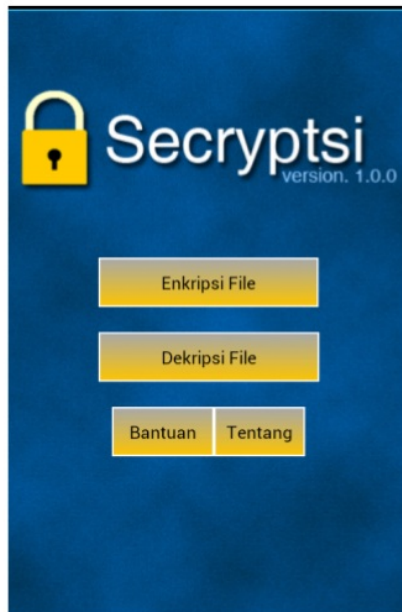 Secryptsi
version. 1.0.0
Enkripsi File
Dekripsi File
Bantuan Tentang